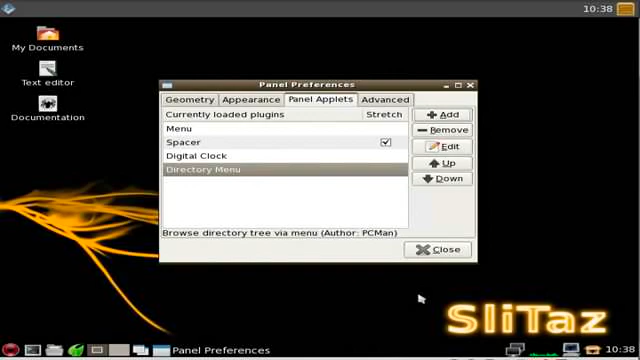 10:38
My Documents
Text editor
Documentation
Panel Preferences
Geometry Appearance Panel Applets Advanced
Currently loaded plugins Stretch
Menu
Spacer
Digital Clock
Directory Menu
Add
Remove
Edit
Up
Down
Browse directory tree via menu (Author: PCMan)
Close
SliTaz
Panel Preferences
10:38